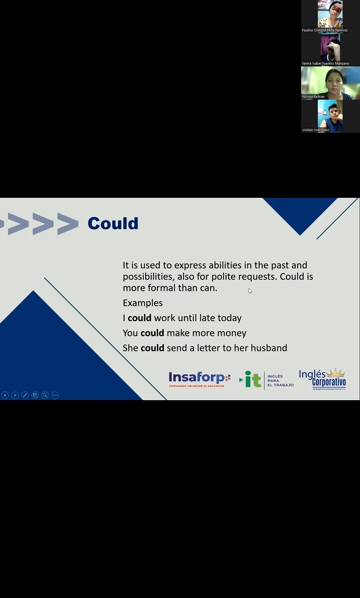 Could
It is used to express abilities in the past and
possibilities, also for polite requests. Could is
more formal than can.
Examples
I could work until late today
You could make more money
She could send a letter to her husband
Insaforp
it
INGLÉS
PARA
EL TRABAJO
Inglés
Corporativo